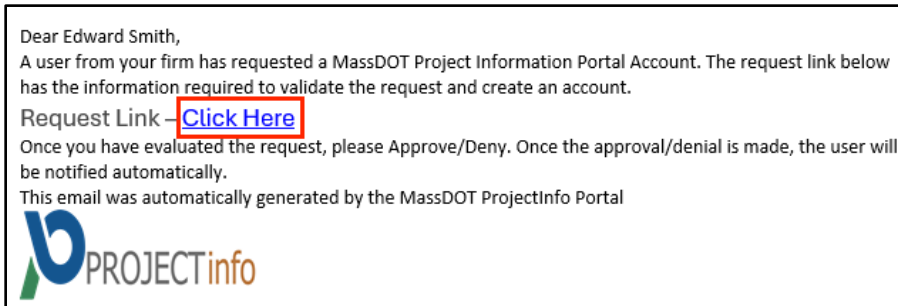 Dear Edward Smith,
A user from your firm has requested a MassDOT Project Information Portal Account. The request link below
has the information required to validate the request and create an account.
Request Link – Click Here
Once you have evaluated the request, please Approve/Deny. Once the approval/denial is made, the user will
be notified automatically.
This email was automatically generated by the MassDOT ProjectInfo Portal
PROJECTinfo